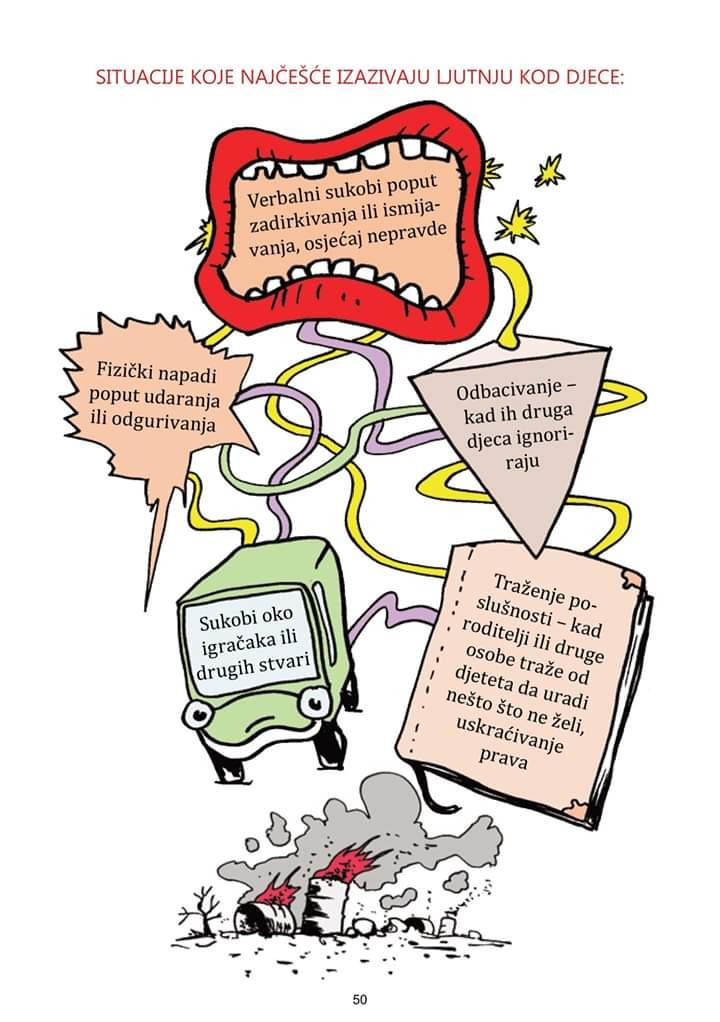 SITUACIJE KOJE NAJČEŠĆE IZAZIVAJU LJUTNJU KOD DJECE:
Verbalni sukobi poput
zadirkivanja ili ismija-
vanja, osjećaj nepravde
Fizički napadi
poput udaranja
ili odgurivanja
Odbacivanje –
kad ih druga
djeca ignori-
raju
Sukobi oko
igračaka ili
drugih stvari
Traženje po-
slušnosti – kad
roditelji ili druge
osobe traže od
djeteta da uradi
nešto što ne želi,
uskraćivanje
prava
50